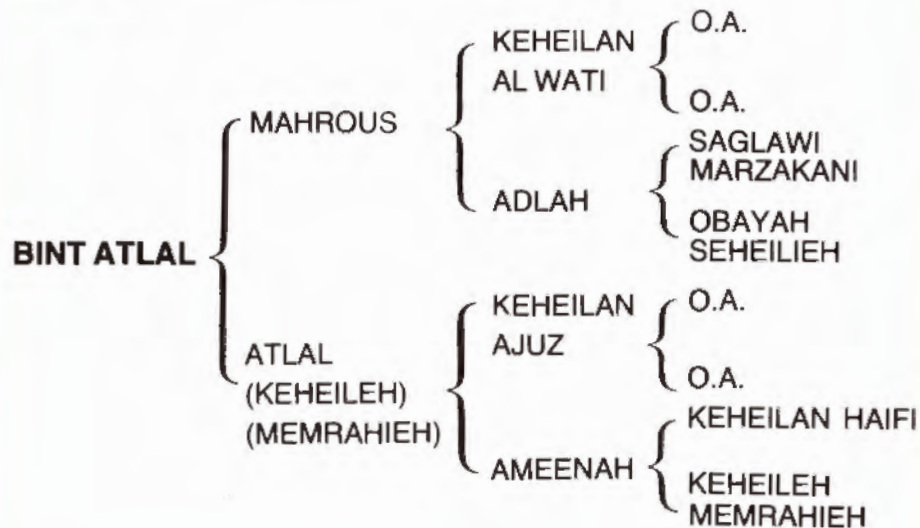 KEHEILAN
AL WATI
O.A.
O.A.
MAHROUS
ADLAH
SAGLAWI
MARZAKANI
OBAYAH
SEHEILIEH
BINT ATLAL
ATLAL
(KEHEILEH)
(MEMRAHIEH)
KEHEILAN
AJUZ
O.A.
O.A.
AMEENAH
KEHEILAN HAIFI
KEHEILEH
MEMRAHIEH